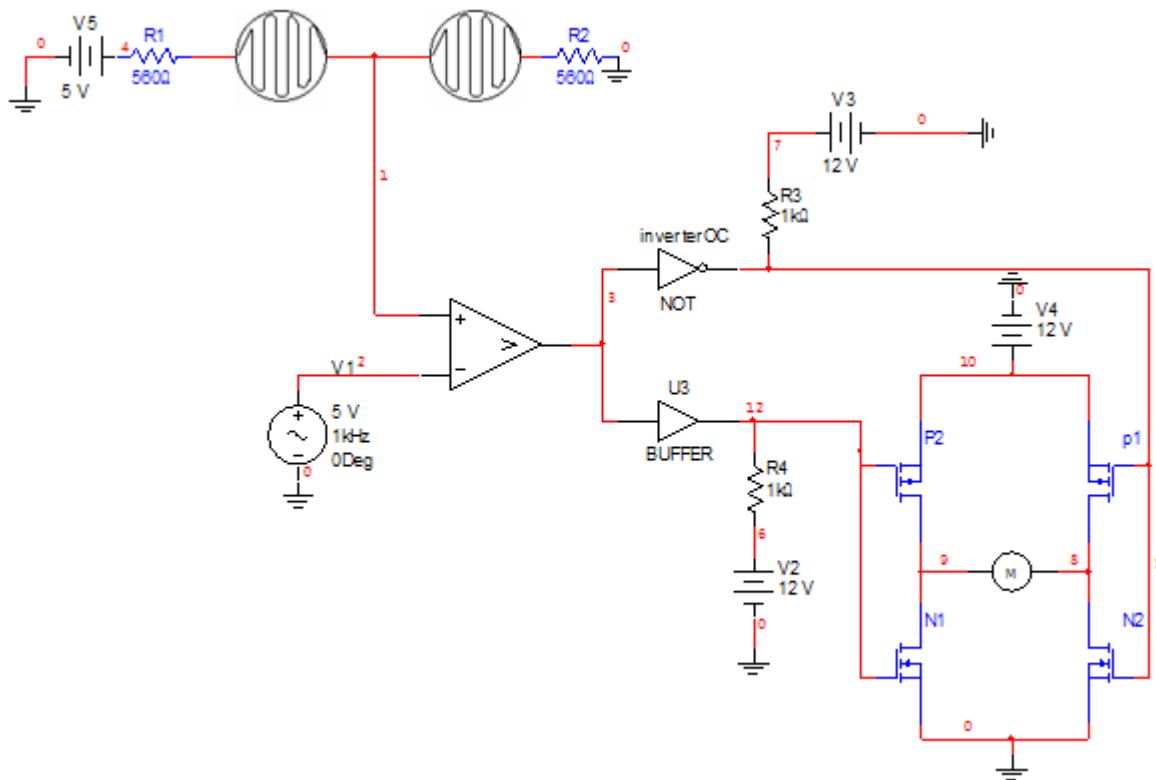 V5
0
4
R1
5 V
560Ω
R2
0
560Ω
V3
0
7
12 V
1
R3
1kΩ
inverterOC
NOT
3
0
V4
12 V
10
+
>
−
V1
2
+
5 V
1kHz
0Deg
−
0
U3
BUFFER
12
R4
1kΩ
6
V2
12 V
0
P2
p1
9
M
8
N1
N2
0